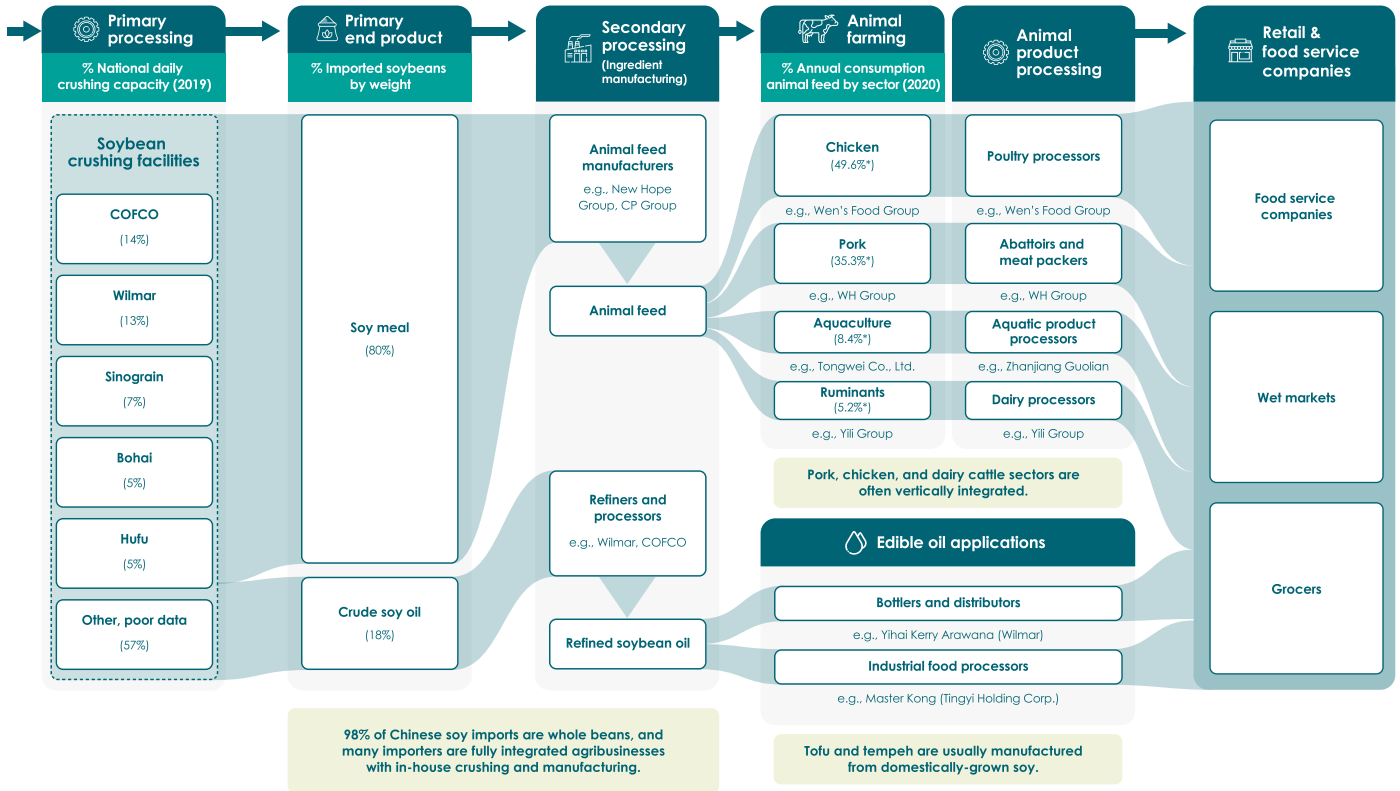 Primary
processing
% National daily
crushing capacity (2019)
Soybean
crushing facilities
COFCO
(14%)
Wilmar
(13%)
Sinograin
(7%)
Bohai
(5%)
Hufu
(5%)
Other, poor data
(57%)
Primary
end product
% Imported soybeans
by weight
Soy meal
(80%)
Crude soy oil
(18%)
98% of Chinese soy imports are whole beans, and
many importers are fully integrated agribusinesses
with in-house crushing and manufacturing.
Secondary
processing
(Ingredient
manufacturing)
Animal feed
manufacturers
e.g., New Hope
Group, CP Group
Animal feed
Refiners and
processors
e.g., Wilmar, COFCO
Refined soybean oil
Animal
farming
% Annual consumption
animal feed by sector (2020)
Chicken
(49.6%*)
e.g., Wen's Food Group
Pork
(35.3%*)
e.g., WH Group
Aquaculture
(8.4%*)
e.g., Tongwei Co., Ltd.
Ruminants
(5.2%*)
e.g., Yili Group
Animal
product
processing
Poultry processors
e.g., Wen's Food Group
Abattoirs and
meat packers
e.g., WH Group
Aquatic product
processors
e.g., Zhanjiang Guolian
Dairy processors
e.g., Yili Group
Pork, chicken, and dairy cattle sectors are
often vertically integrated.
Edible oil applications
Bottlers and distributors
e.g., Yihai Kerry Arawana (Wilmar)
Industrial food processors
e.g., Master Kong (Tingyi Holding Corp.)
Tofu and tempeh are usually manufactured
from domestically-grown soy.
Retail &
food service
companies
Food service
companies
Wet markets
Grocers